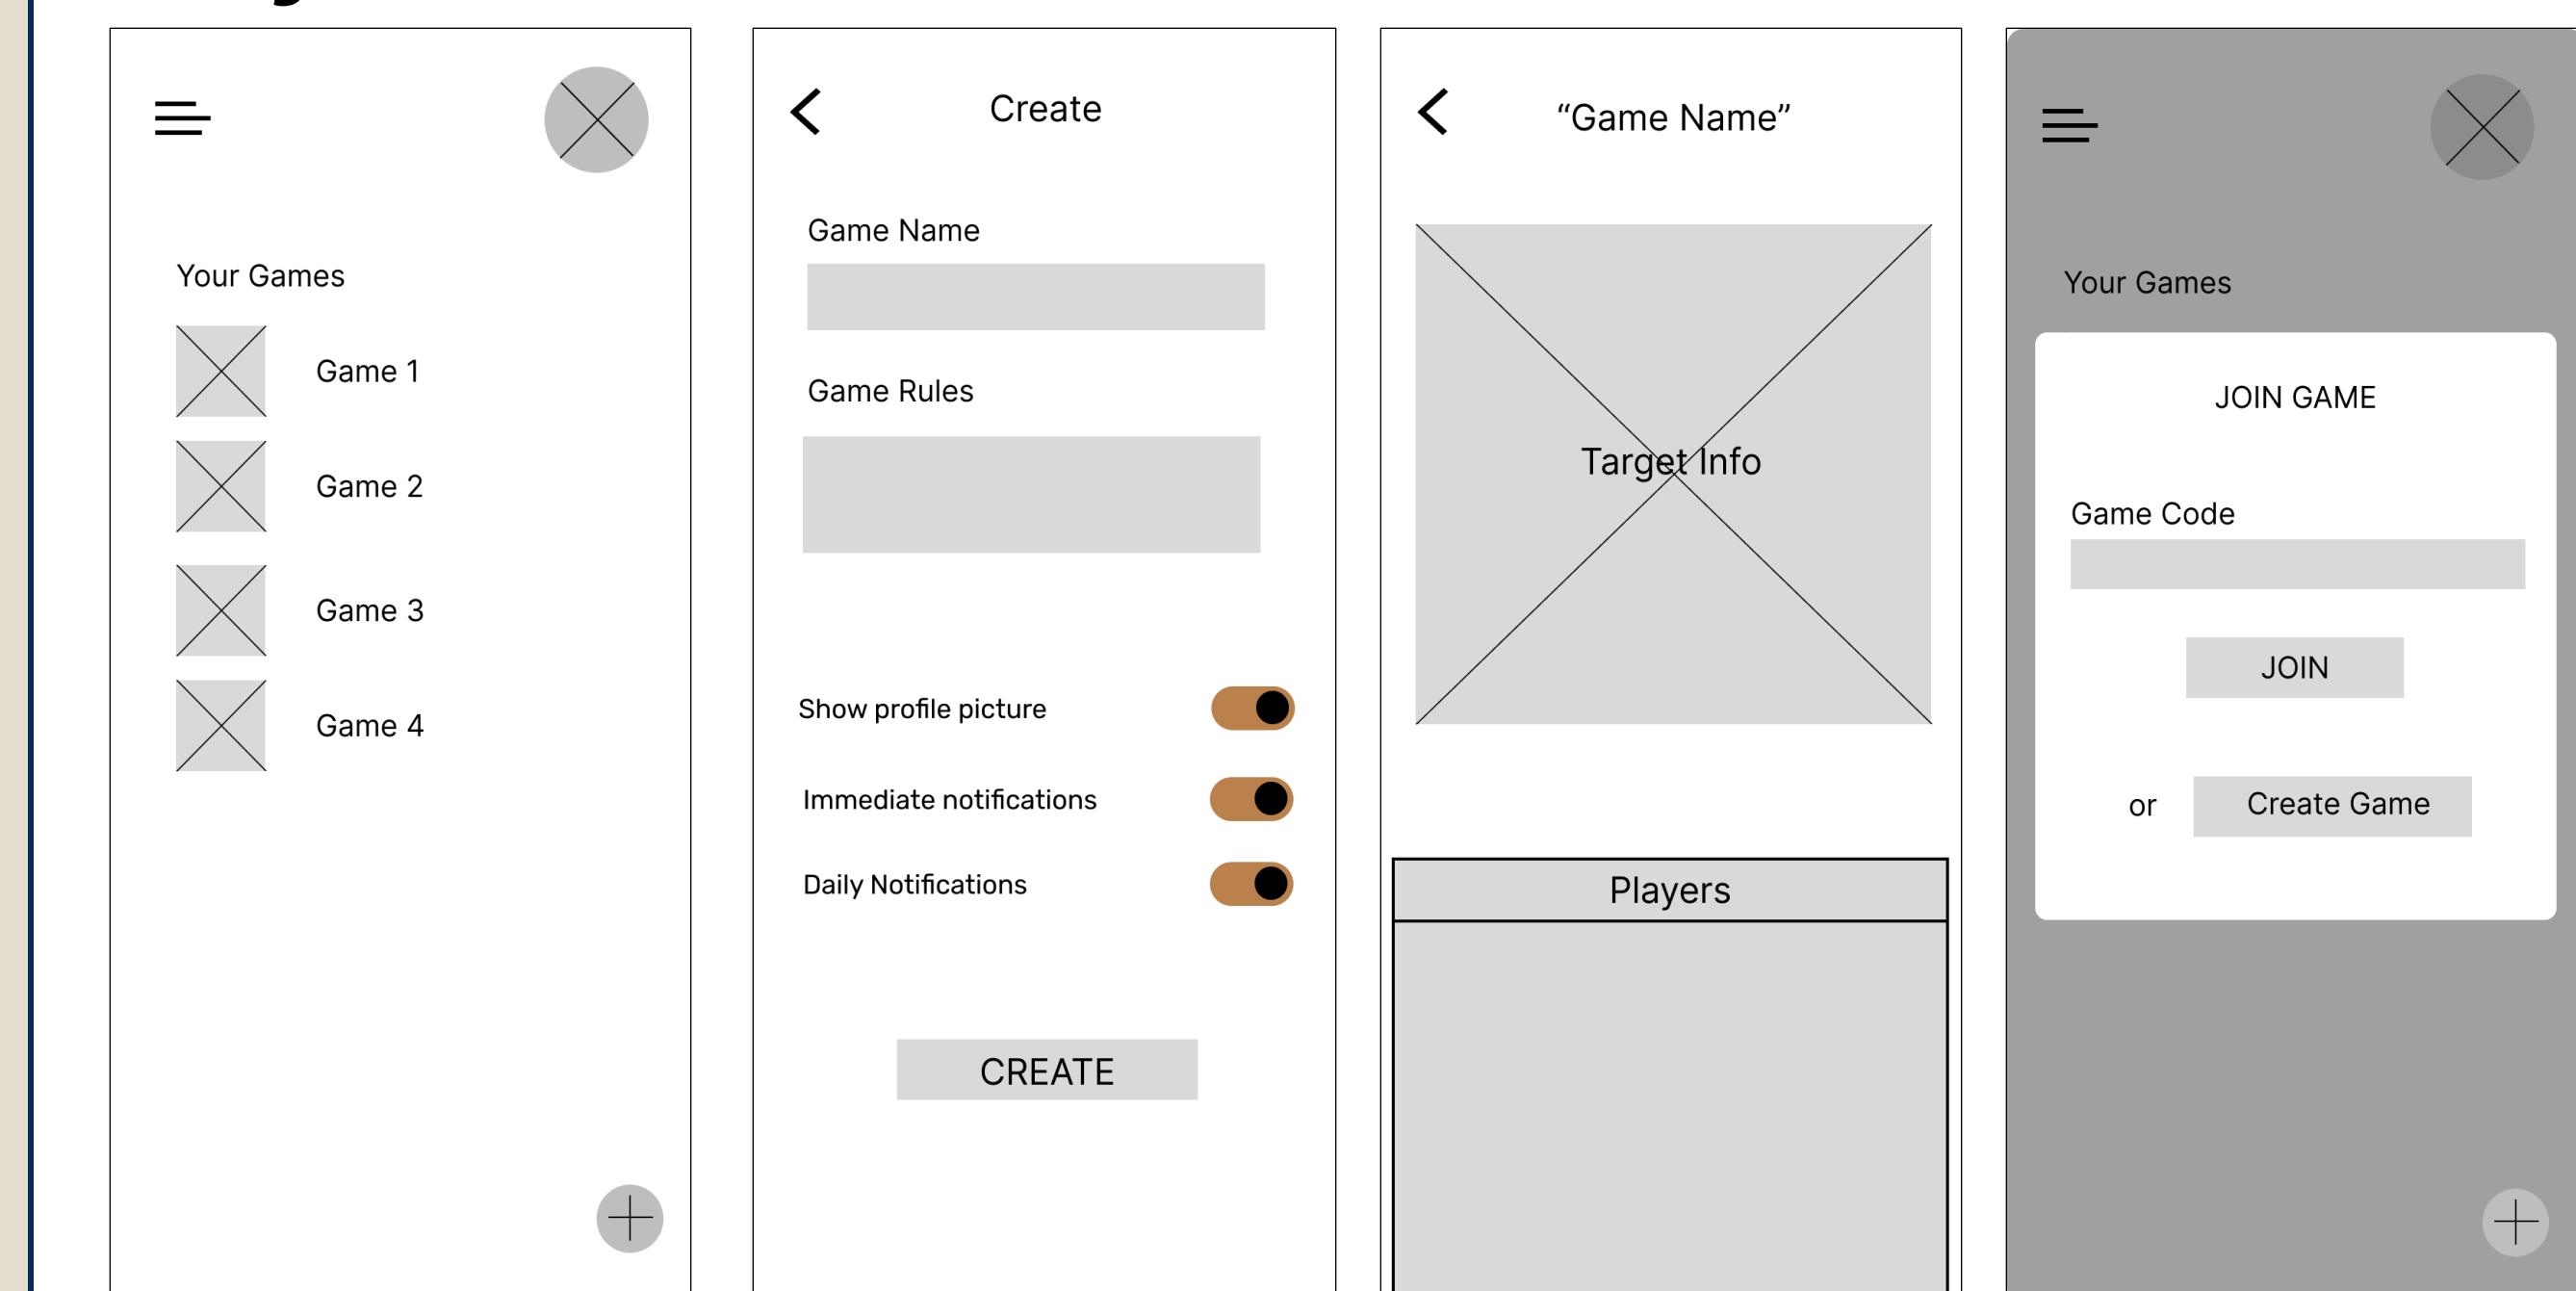 Your Games
Game 1
Game 2
Game 3
Game 4
Create
Game Name
Game Rules
Show profile picture
Immediate notifications
Daily Notifications
CREATE
“Game Name”
Target Info
Players
Your Games
JOIN GAME
Game Code
JOIN
or Create Game